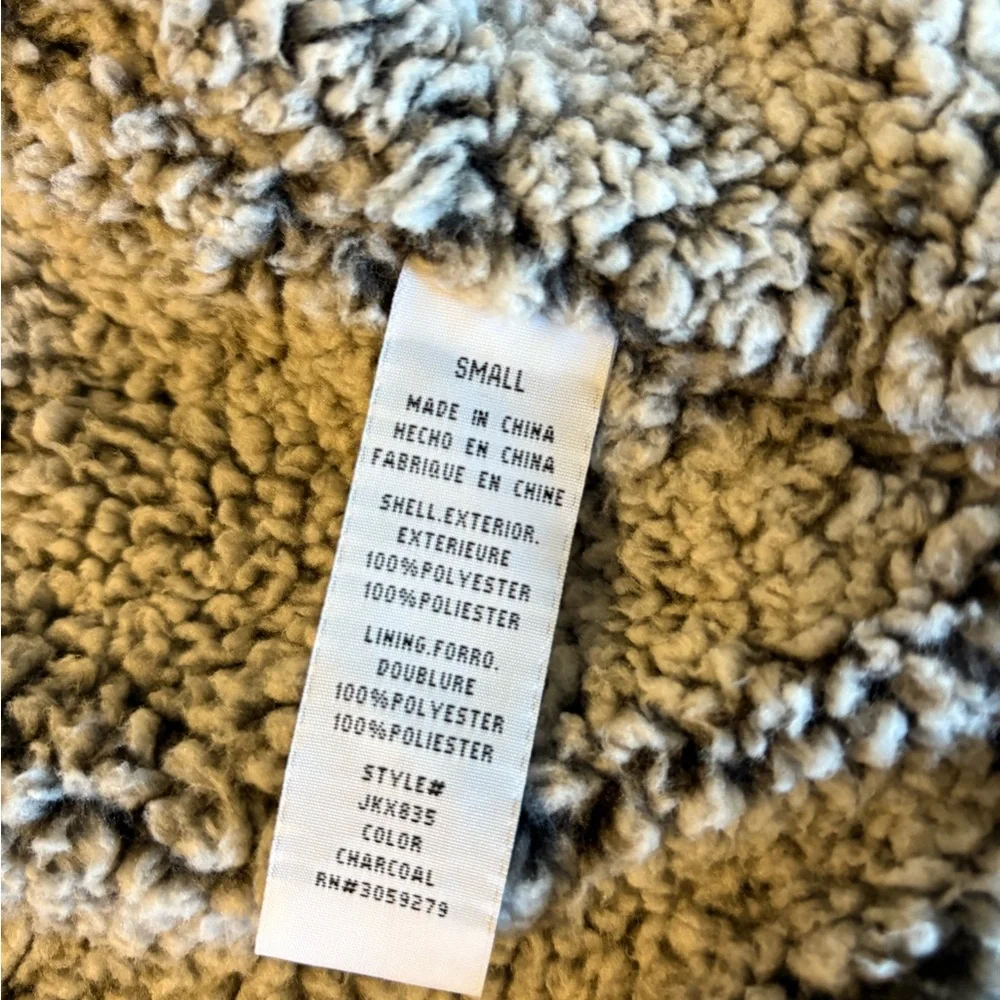 SMALL
MADE IN CHINA
HECHO EN CHINA
FABRIQUE EN CHINE
SHELL.EXTERIOR.
EXTERIEURE
100%POLYESTER
100%POLIESTER
LINING.FORRO.
DOUBLURE
100%POLYESTER
100%POLIESTER
STYLE#
JKX835
COLOR
CHARCOAL
RN#3059279